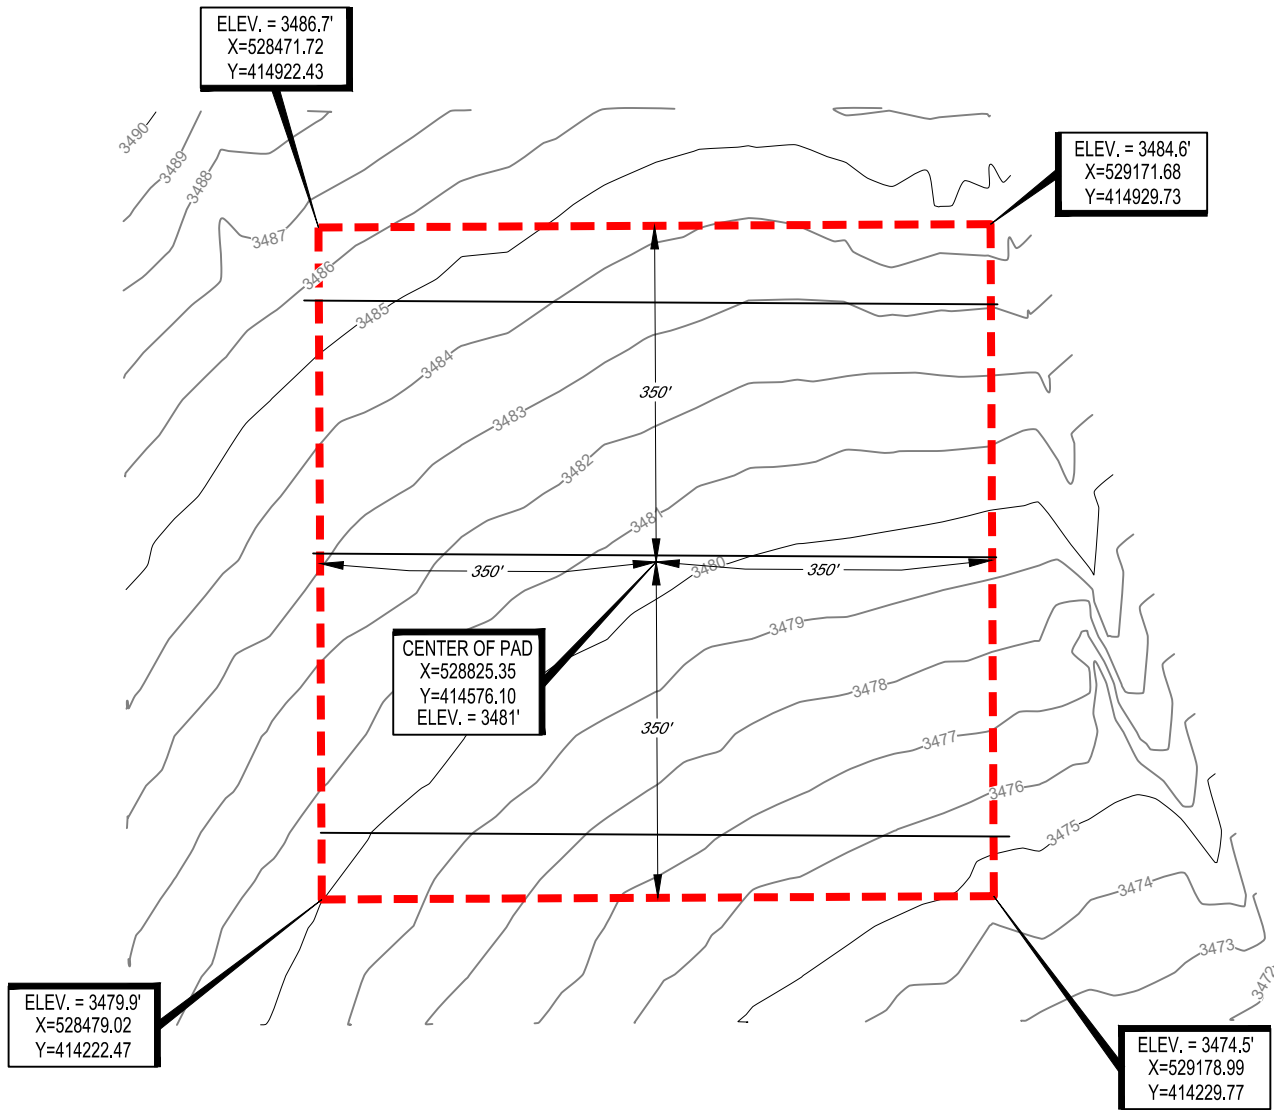 ELEV. = 3486.7'
X=528471.72
Y=414922.43
ELEV. = 3484.6'
X=529171.68
Y=414929.73
3490
3489
3488
3487
3486
3485
3484
3483
3482
3481
3480
3479
3478
3477
3476
3475
3474
3473
3472
350'
350'
350'
350'
CENTER OF PAD
X=528825.35
Y=414576.10
ELEV. = 3481'
ELEV. = 3479.9'
X=528479.02
Y=414222.47
ELEV. = 3474.5'
X=529178.99
Y=414229.77